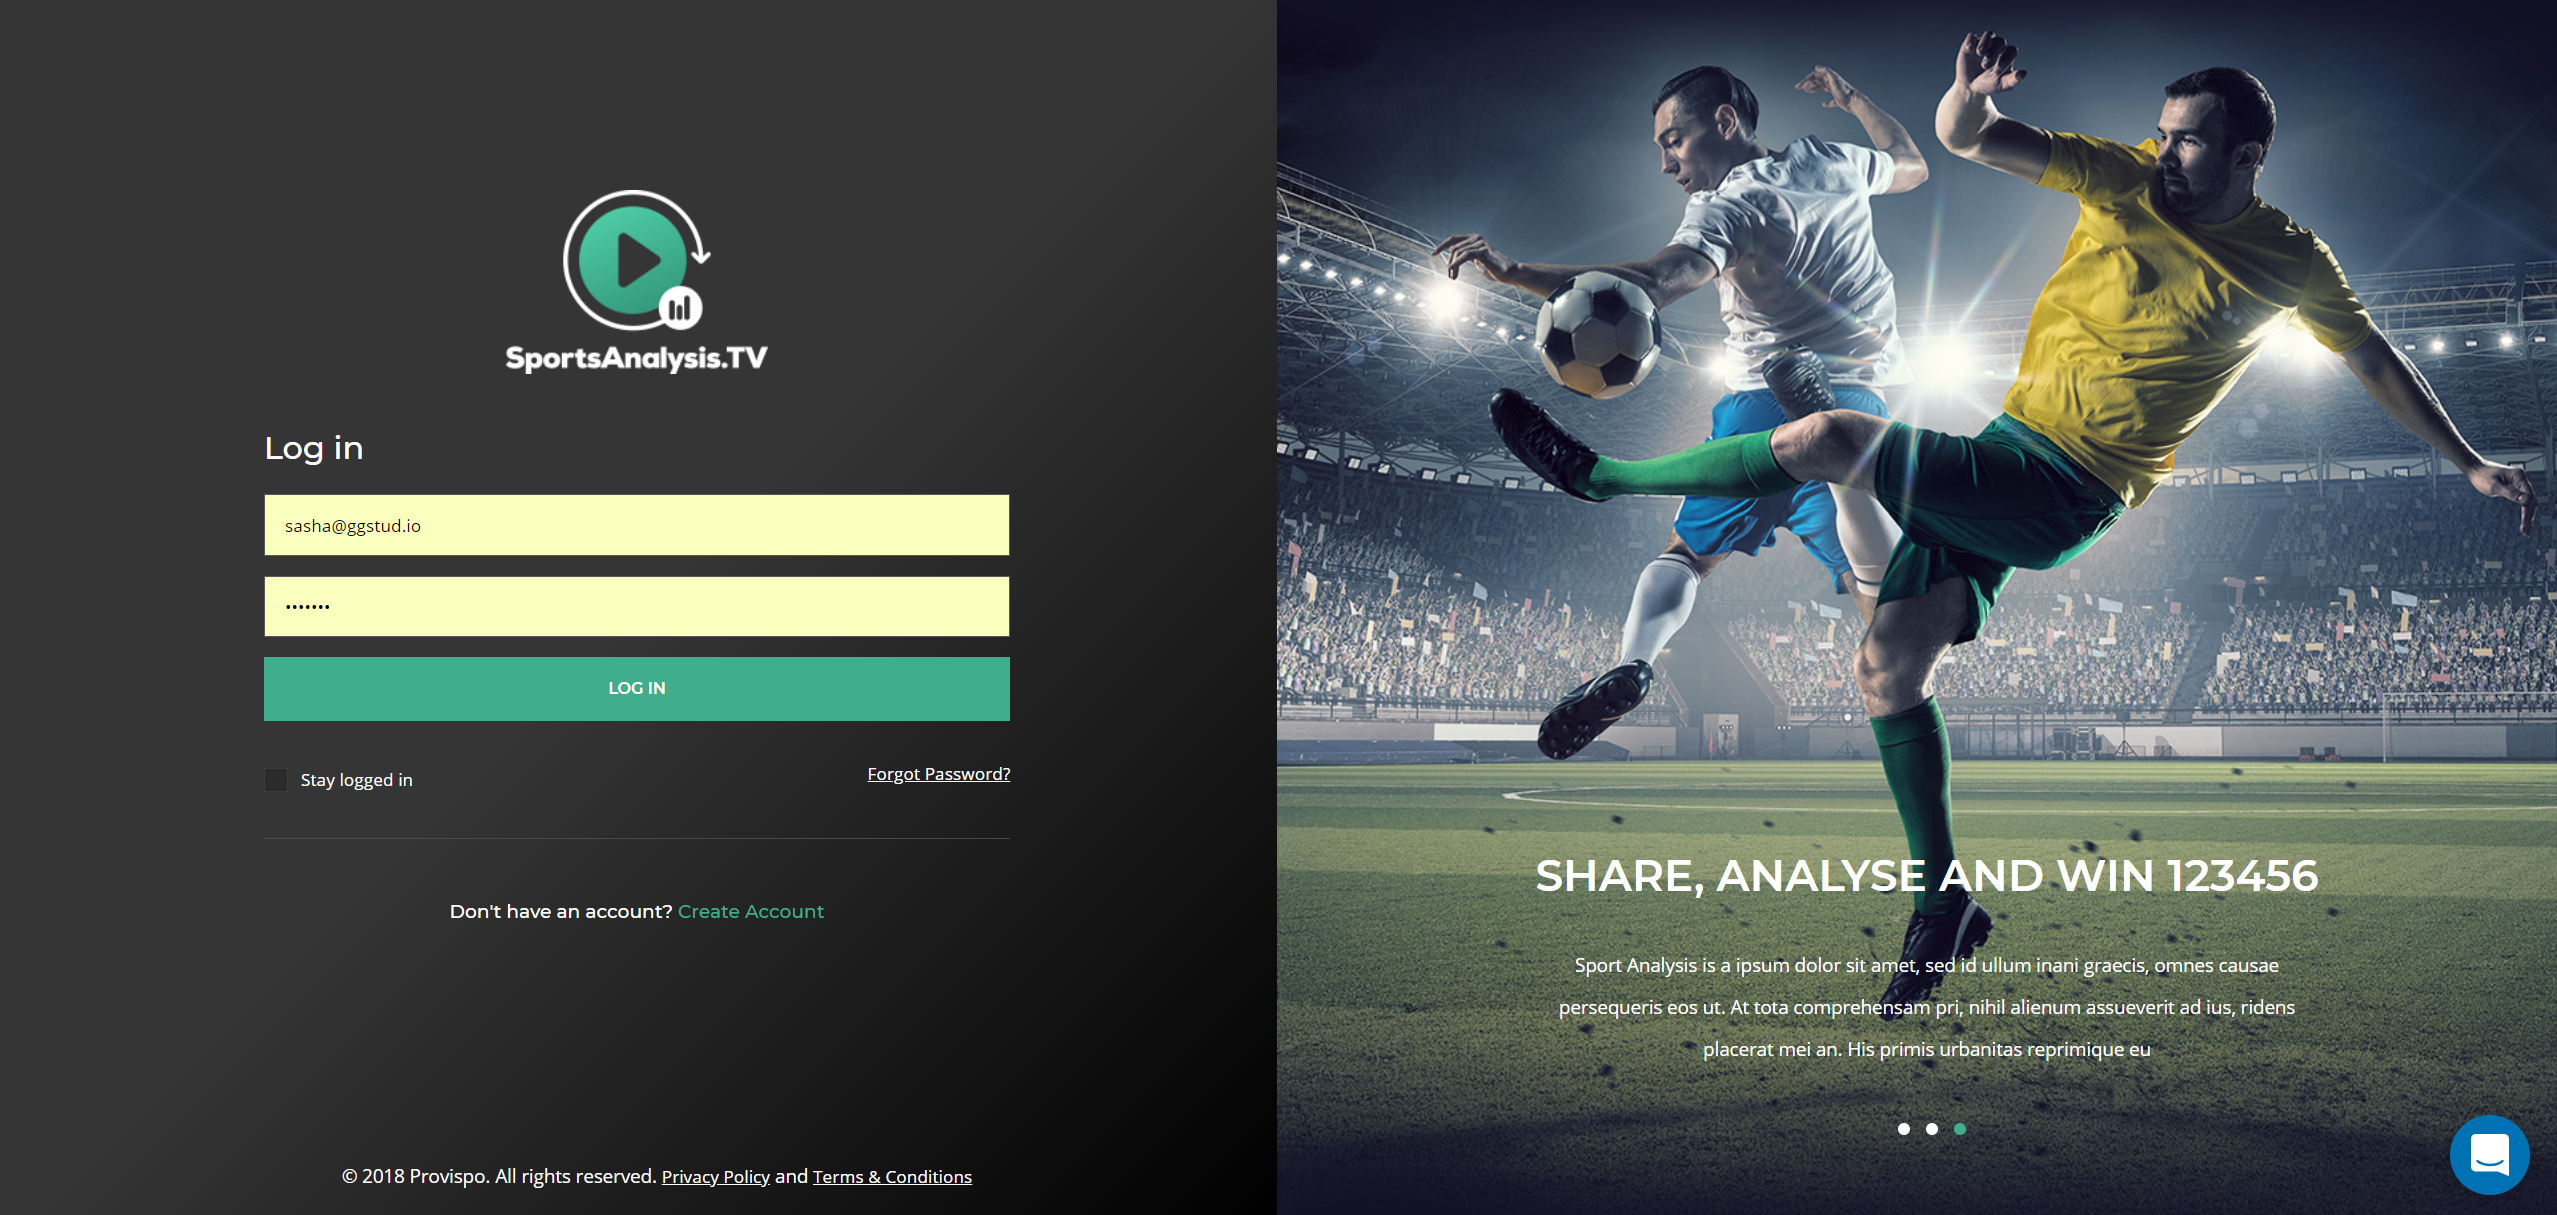 SportsAnalysis.TV
Log in
sasha@ggstud.io
•••••••
LOG IN
Stay logged in
Forgot Password?
Don't have an account? Create Account
© 2018 Provispo. All rights reserved. Privacy Policy and Terms & Conditions
SHARE, ANALYSE AND WIN 123456
Sport Analysis is a ipsum dolor sit amet, sed id ullum inani graecis, omnes causae
persequeris eos ut. At tota comprehensam pri, nihil alienum assueverit ad ius, ridens
placerat mei an. His primis urbanitas reprimique eu